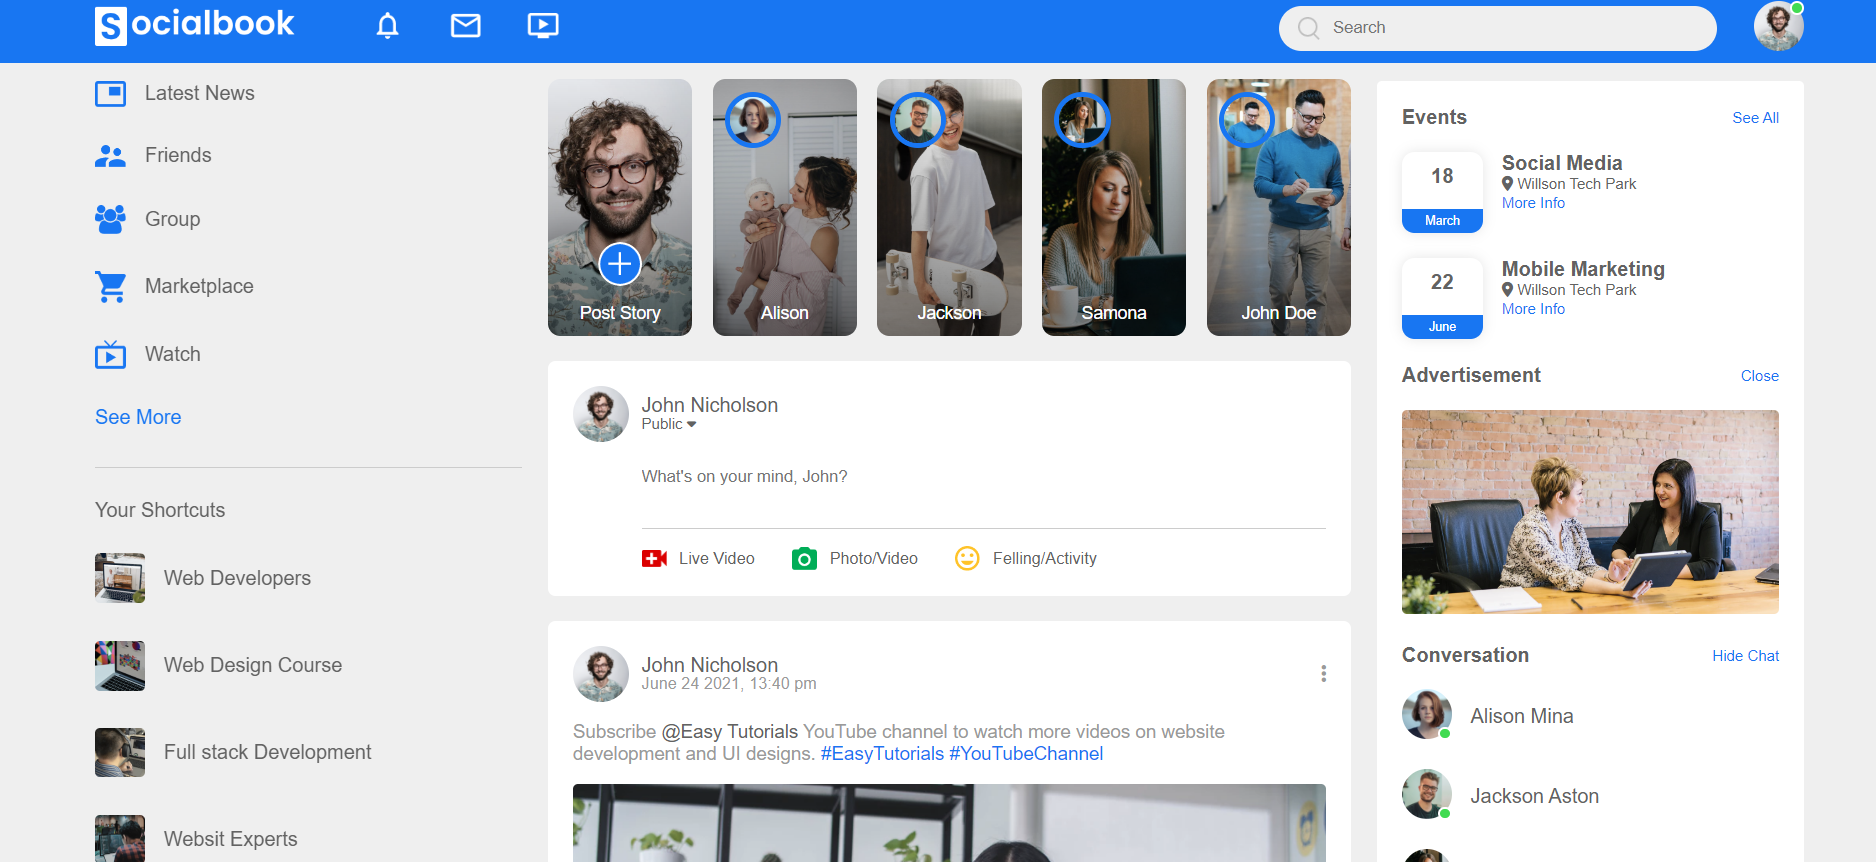 Socialbook
Search
Latest News
Friends
Group
Marketplace
Watch
See More
Your Shortcuts
Web Developers
Web Design Course
Full stack Development
Websit Experts
Post Story
Alison
Jackson
Samona
John Doe
John Nicholson
Public
What's on your mind, John?
Live Video
Photo/Video
Felling/Activity
John Nicholson
June 24 2021, 13:40 pm
Subscribe @Easy Tutorials YouTube channel to watch more videos on website
development and UI designs. #EasyTutorials #YouTubeChannel
Events
See All
18
March
Social Media
Willson Tech Park
More Info
22
June
Mobile Marketing
Willson Tech Park
More Info
Advertisement
Close
Conversation
Hide Chat
Alison Mina
Jackson Aston